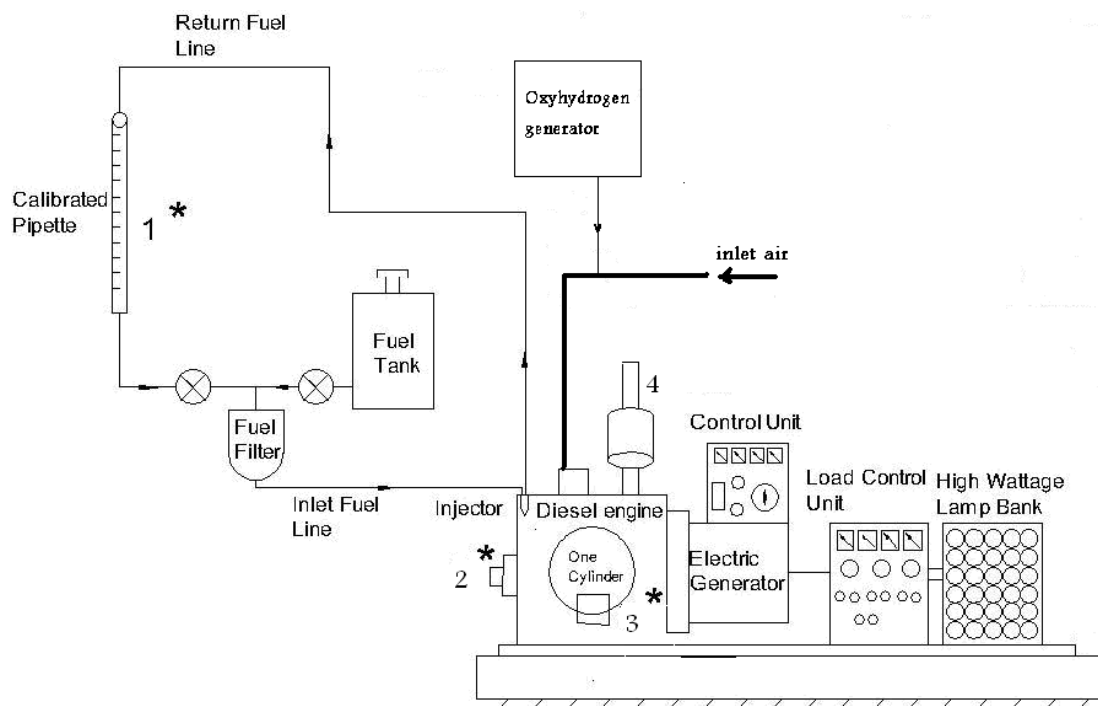 Return Fuel
Line
Oxyhydrogen
generator
Calibrated
Pipette
1 *
inlet air
Fuel
Tank
4
Fuel
Filter
Control Unit
Load Control
Unit
High Wattage
Lamp Bank
Inlet Fuel
Line
Injector
Diesel engine
One
Cylinder
Electric
Generator
*
2
*
3